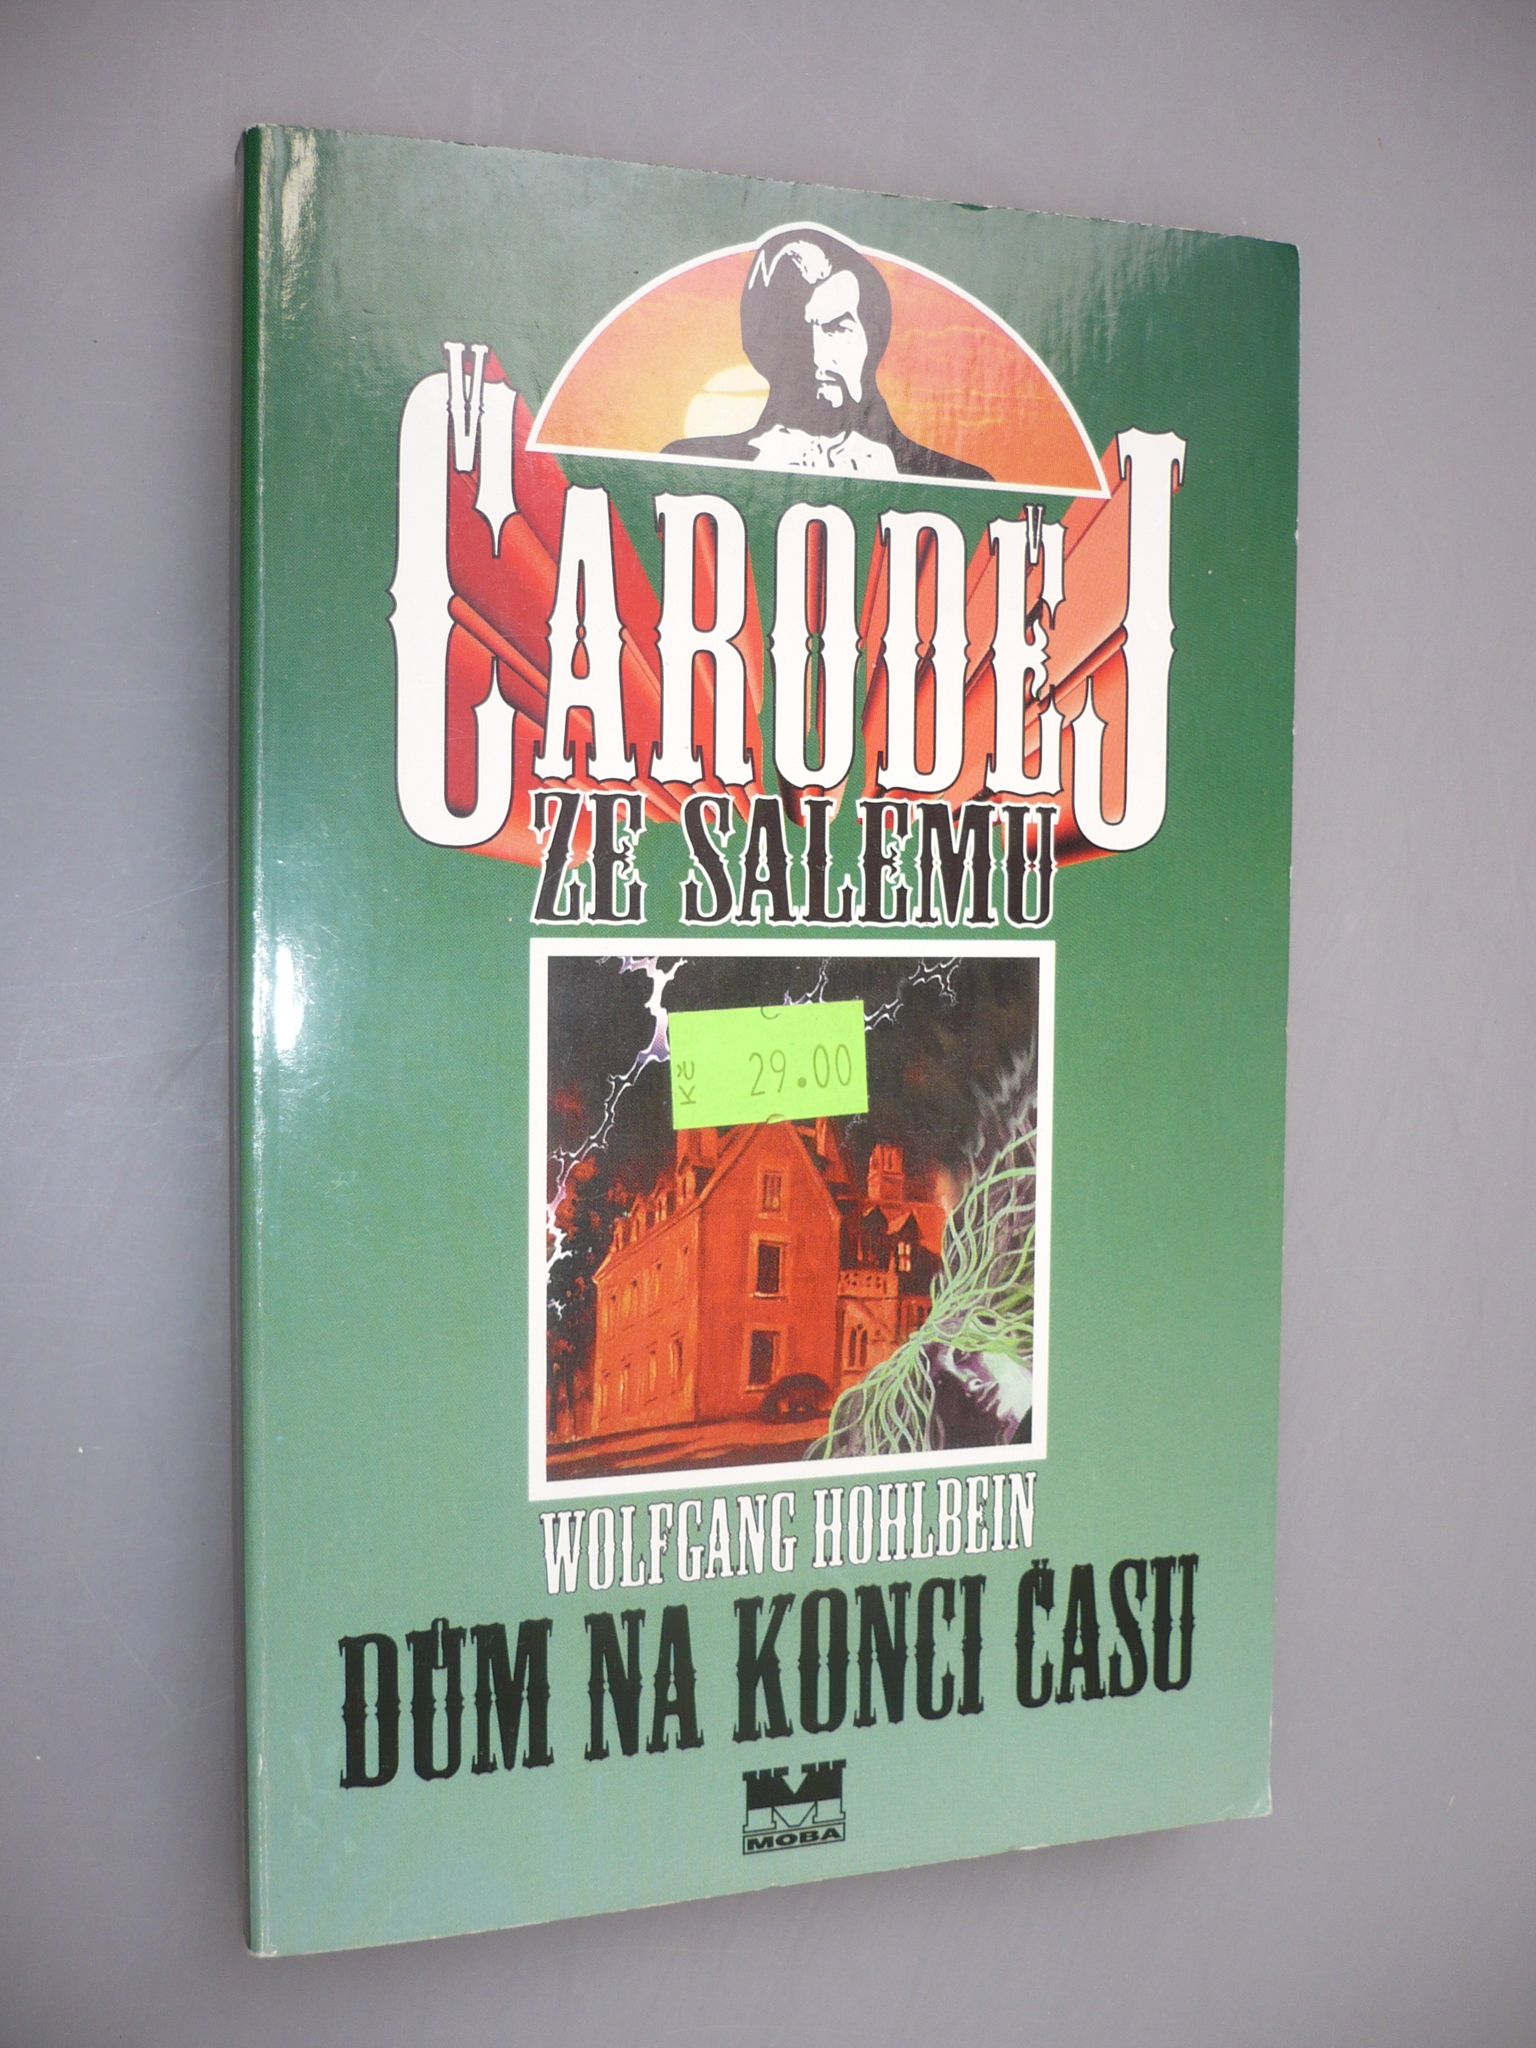 ČARODĚJ
ZE SALEMU
Kč 29.00
WOLFGANG HOHLBEIN
DŮM NA KONCI ČASU
M
MOBA